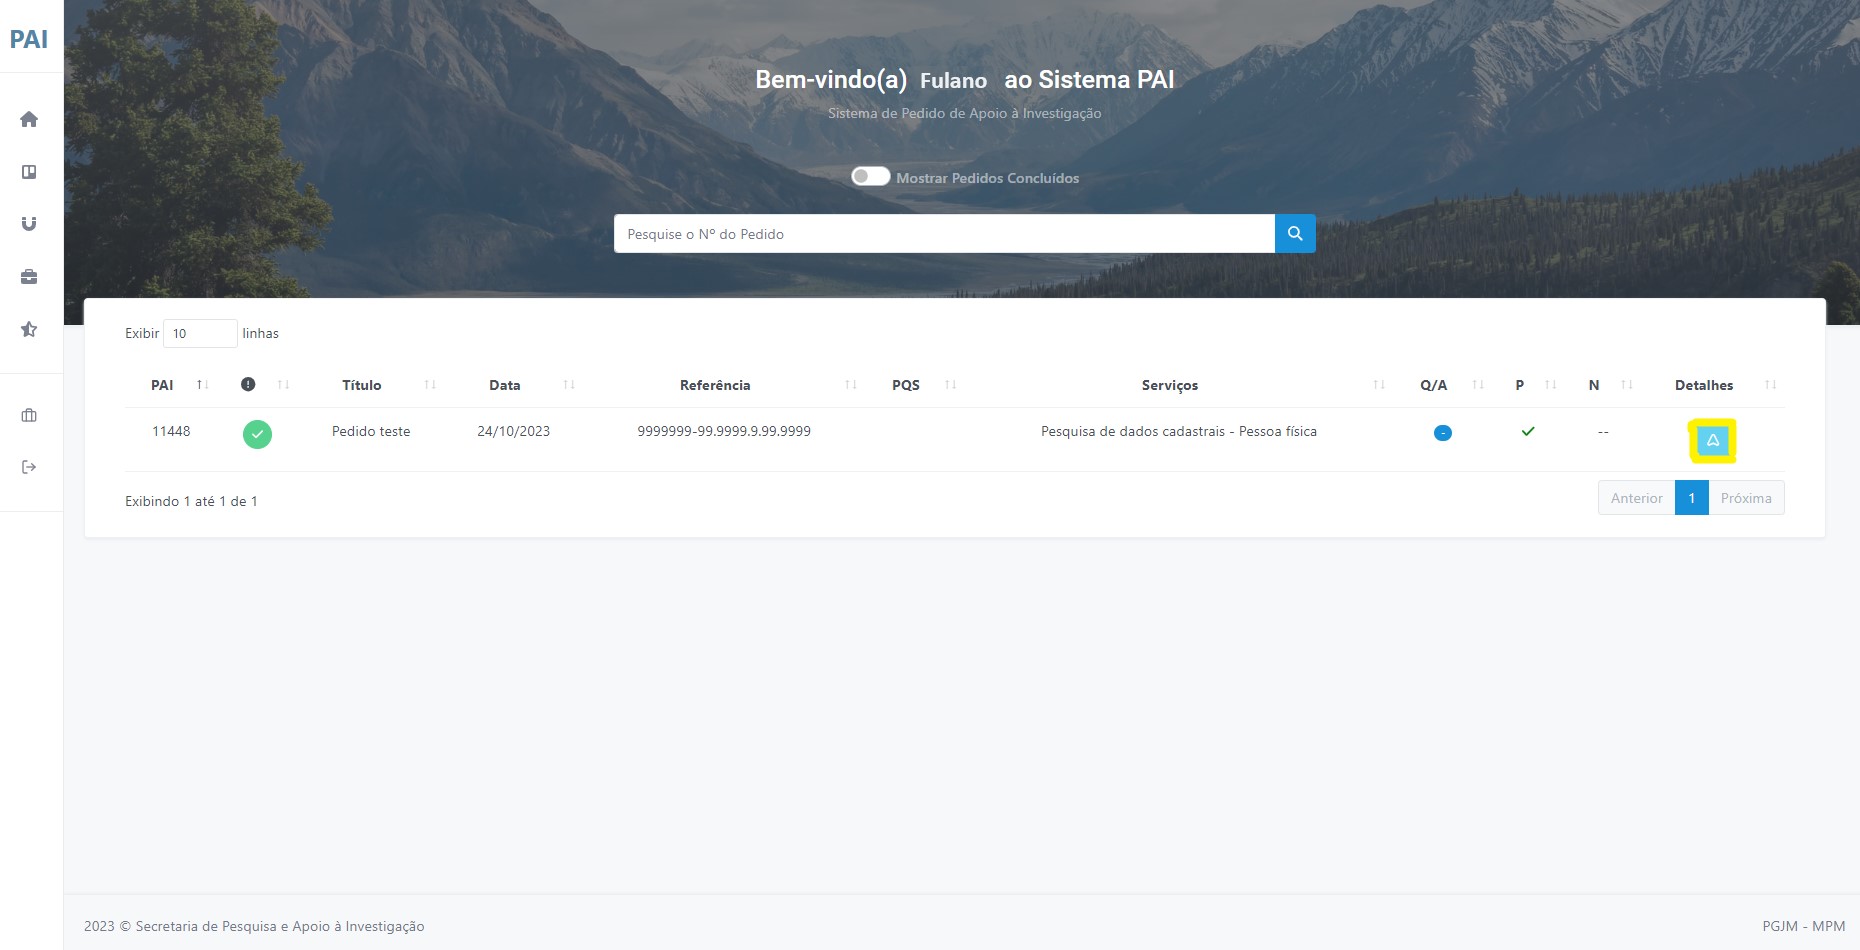 PAI
Bem-vindo(a) Fulano ao Sistema PAI
Sistema de Pedido de Apoio à Investigação
Mostrar Pedidos Concluídos
Pesquise o Nº do Pedido
Exibir 10 linhas
PAI Título Data Referência PQS Serviços Q/A P N Detalhes
11448 Pedido teste 24/10/2023 9999999-99.9999.9.99.9999 Pesquisa de dados cadastrais - Pessoa física - --
Exibindo 1 até 1 de 1
Anterior 1 Próxima
2023 © Secretaria de Pesquisa e Apoio à Investigação
PGJM - MPM